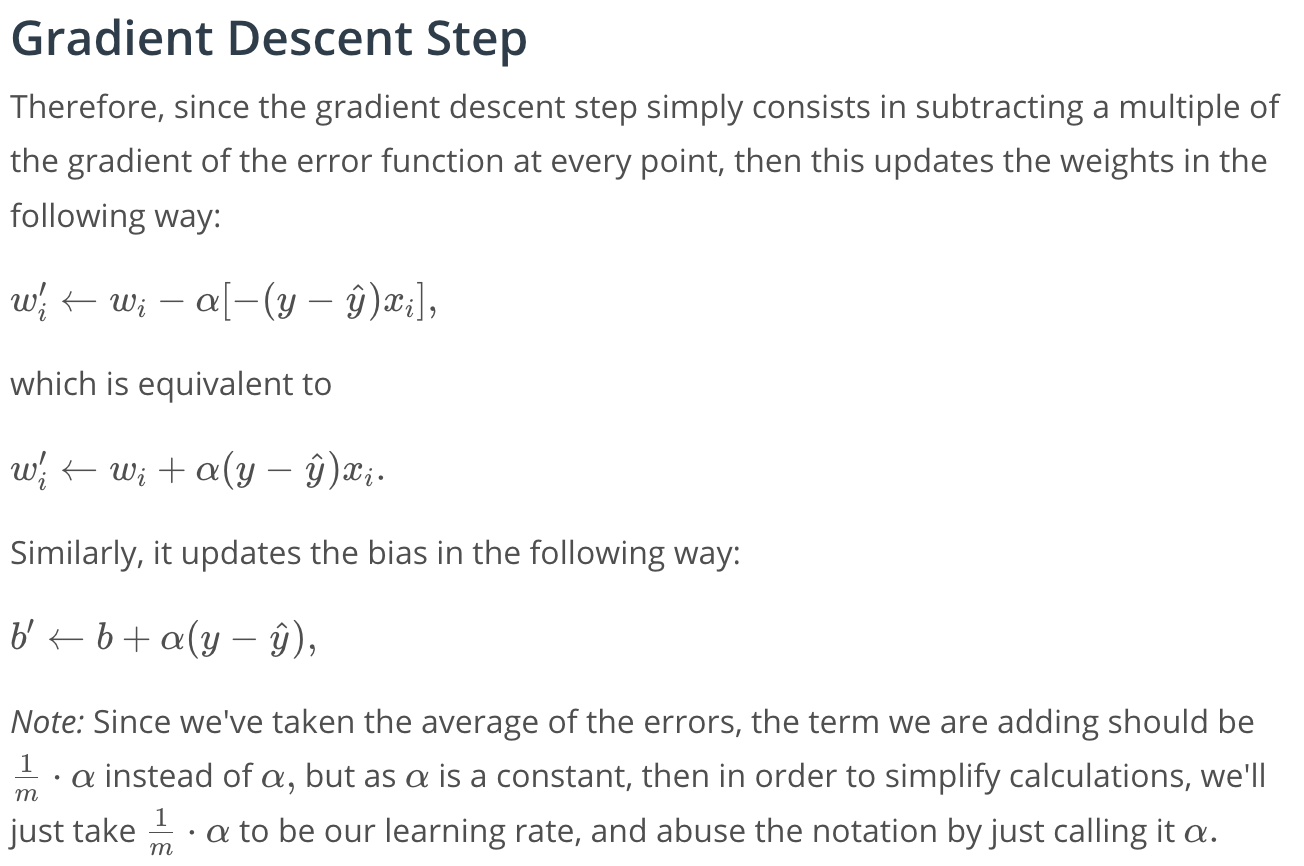 Gradient Descent Step
Therefore, since the gradient descent step simply consists in subtracting a multiple of
the gradient of the error function at every point, then this updates the weights in the
following way:
$w_i' \leftarrow w_i - \alpha[-(y - \hat{y})x_i],$
which is equivalent to
$w_i' \leftarrow w_i + \alpha(y - \hat{y})x_i.$
Similarly, it updates the bias in the following way:
$b' \leftarrow b + \alpha(y - \hat{y}),$
Note: Since we've taken the average of the errors, the term we are adding should be
$\frac{1}{m} \cdot \alpha$ instead of $\alpha$, but as $\alpha$ is a constant, then in order to simplify calculations, we'll
just take $\frac{1}{m} \cdot \alpha$ to be our learning rate, and abuse the notation by just calling it $\alpha$.